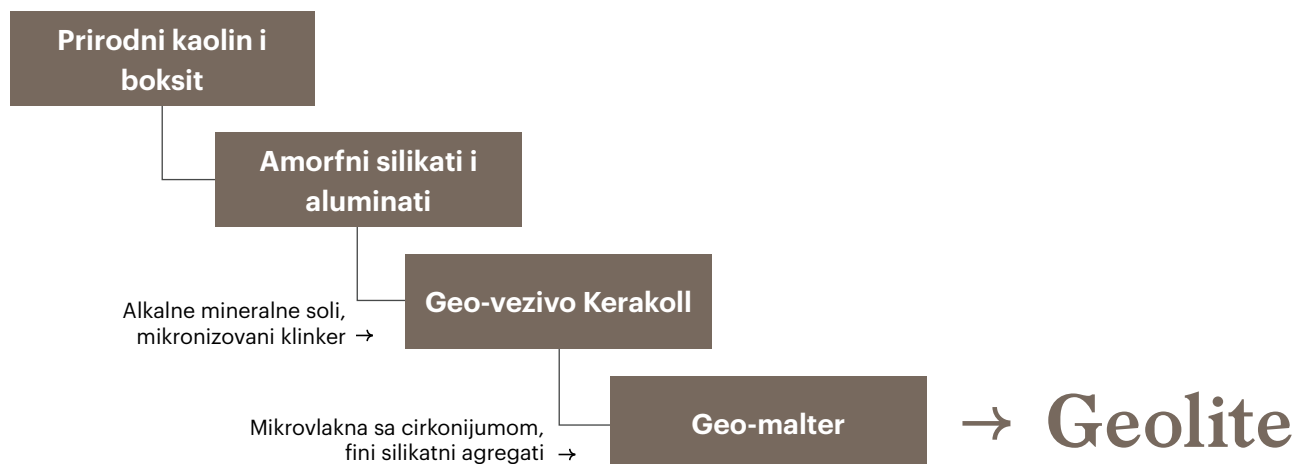 Prirodni kaolin i
boksit
Amorfni silikati i
aluminati
Alkalne mineralne soli,
mikronizovani klinker →
Geo-vezivo Kerakoll
Mikrovlakna sa cirkonijumom,
fini silikatni agregati →
Geo-malter
→ Geolite